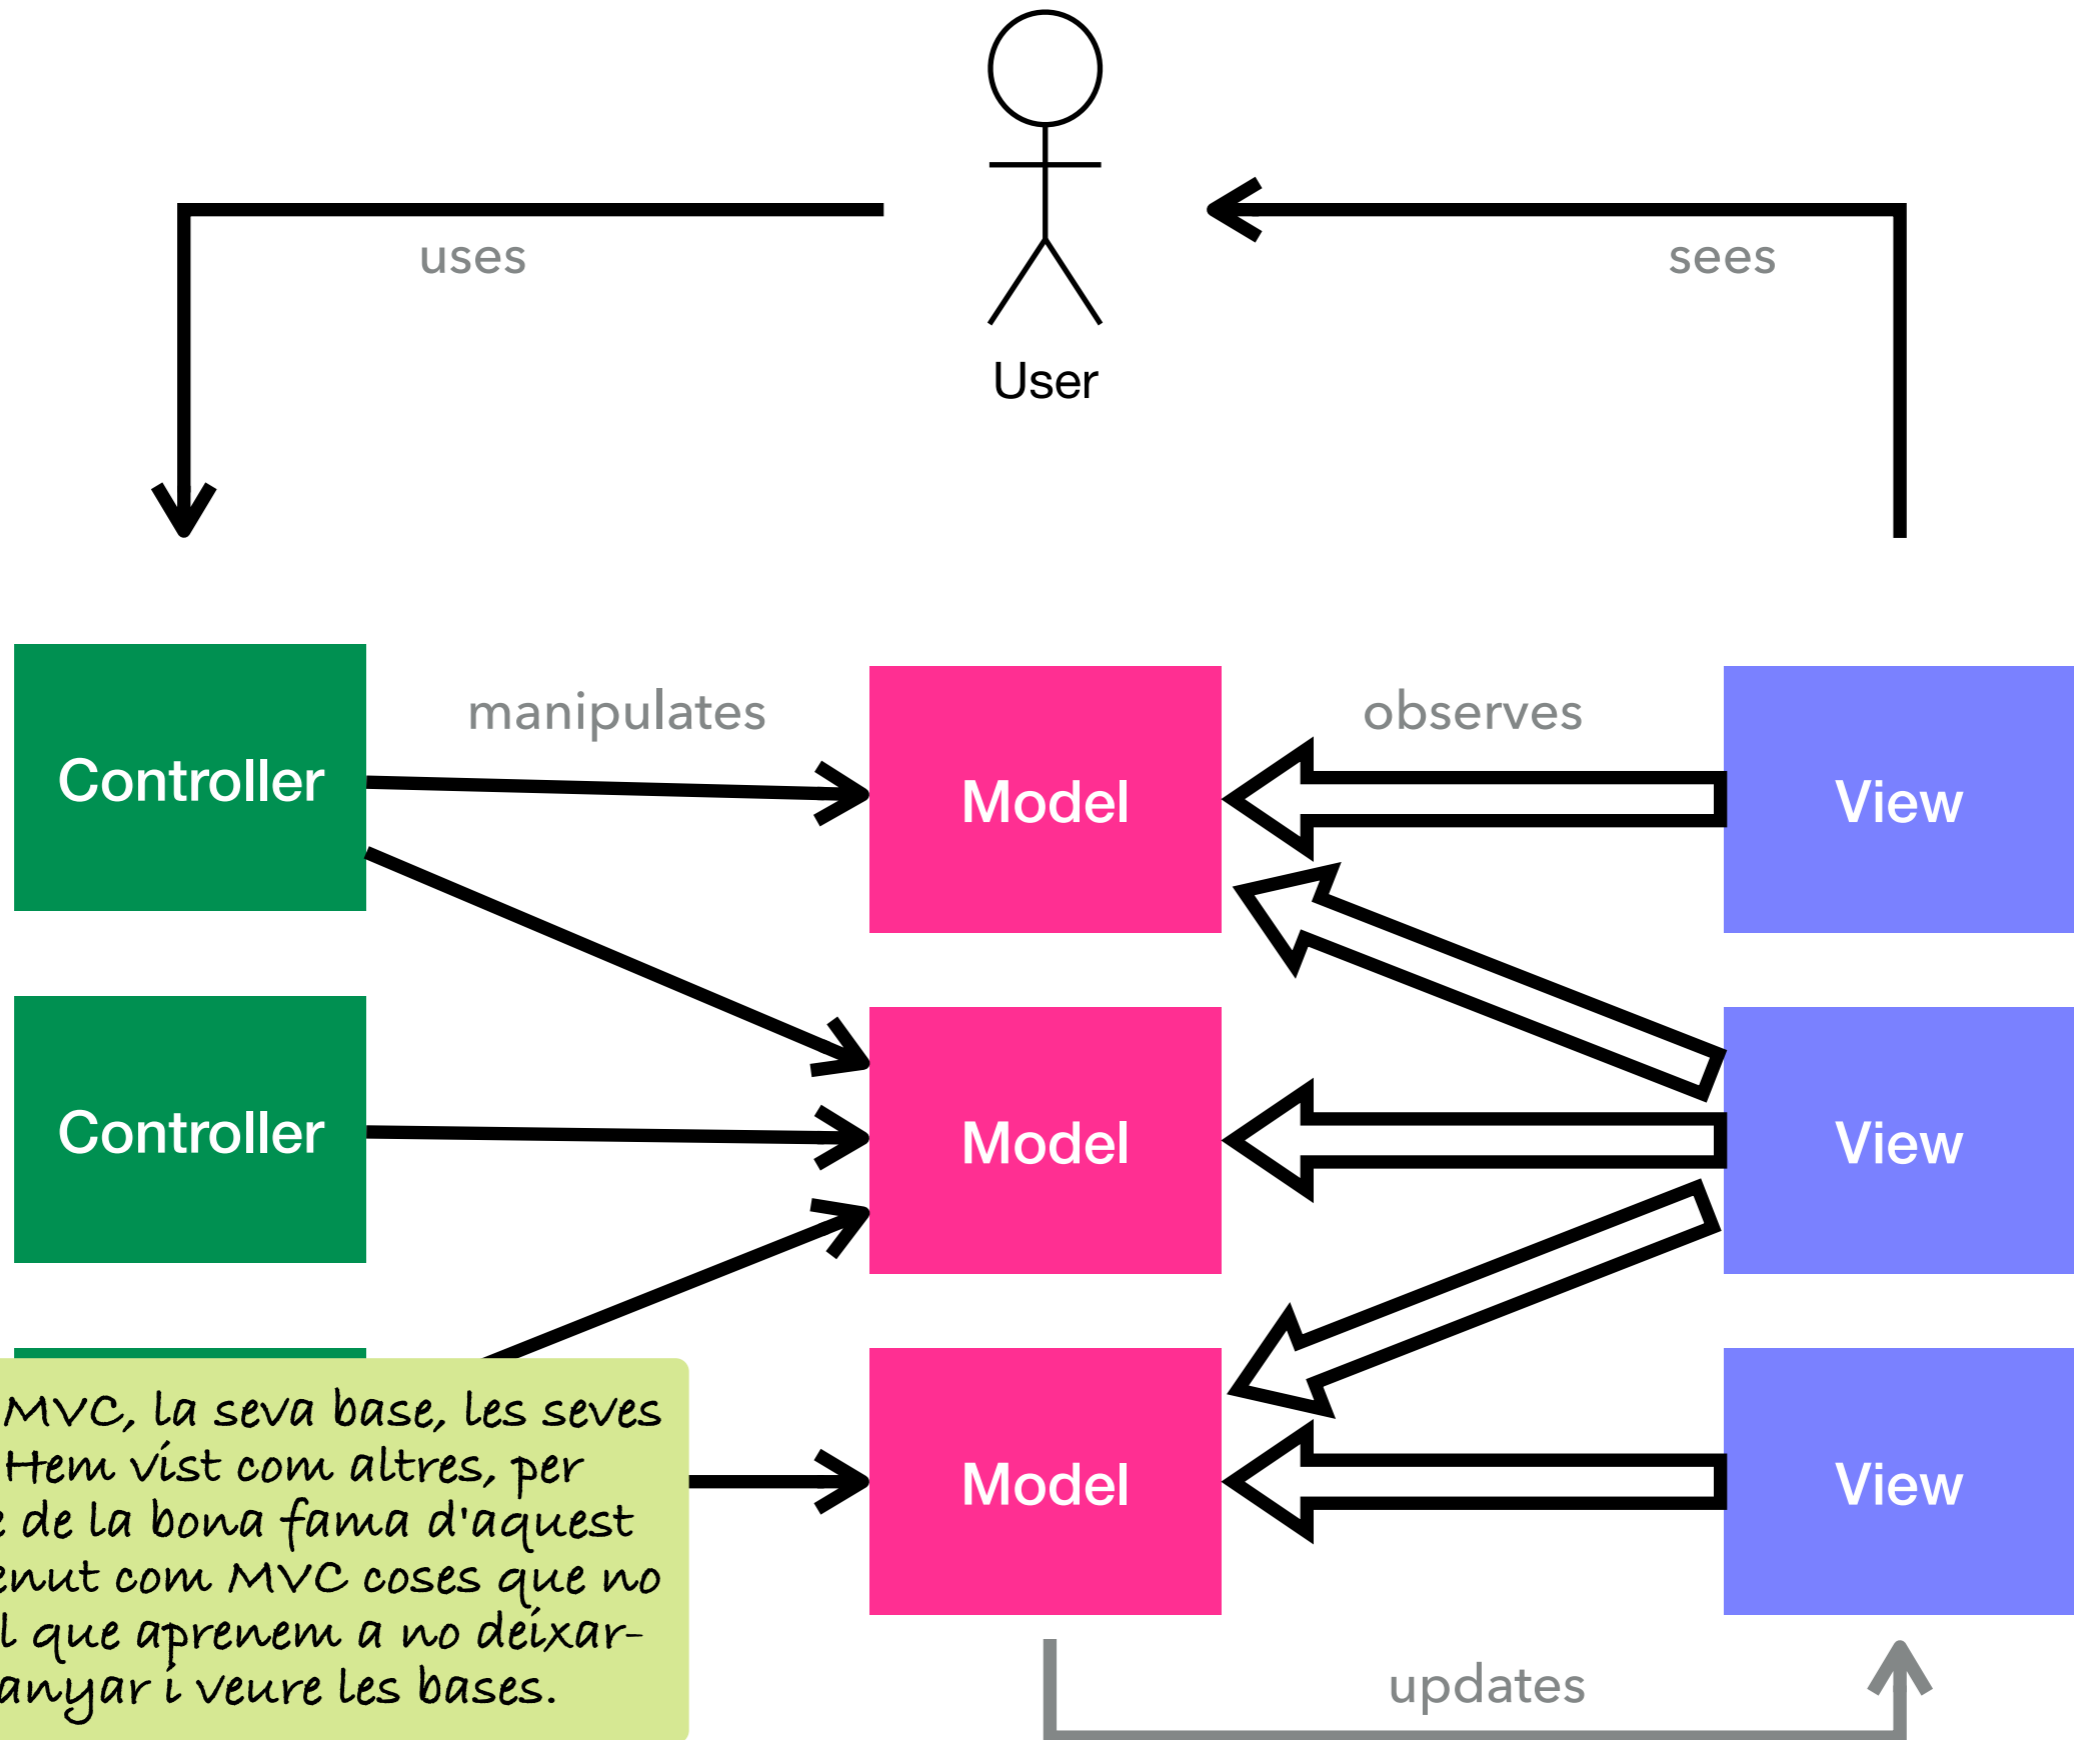 uses
sees
User
manipulates
observes
Controller
Model
View
Controller
Model
View
MVC, la seva base, les seves
Hem vist com altres, per
de la bona fama d'aquest
com MVC coses que no
que aprenem a no deixar-
i veure les bases.
Model
View
updates